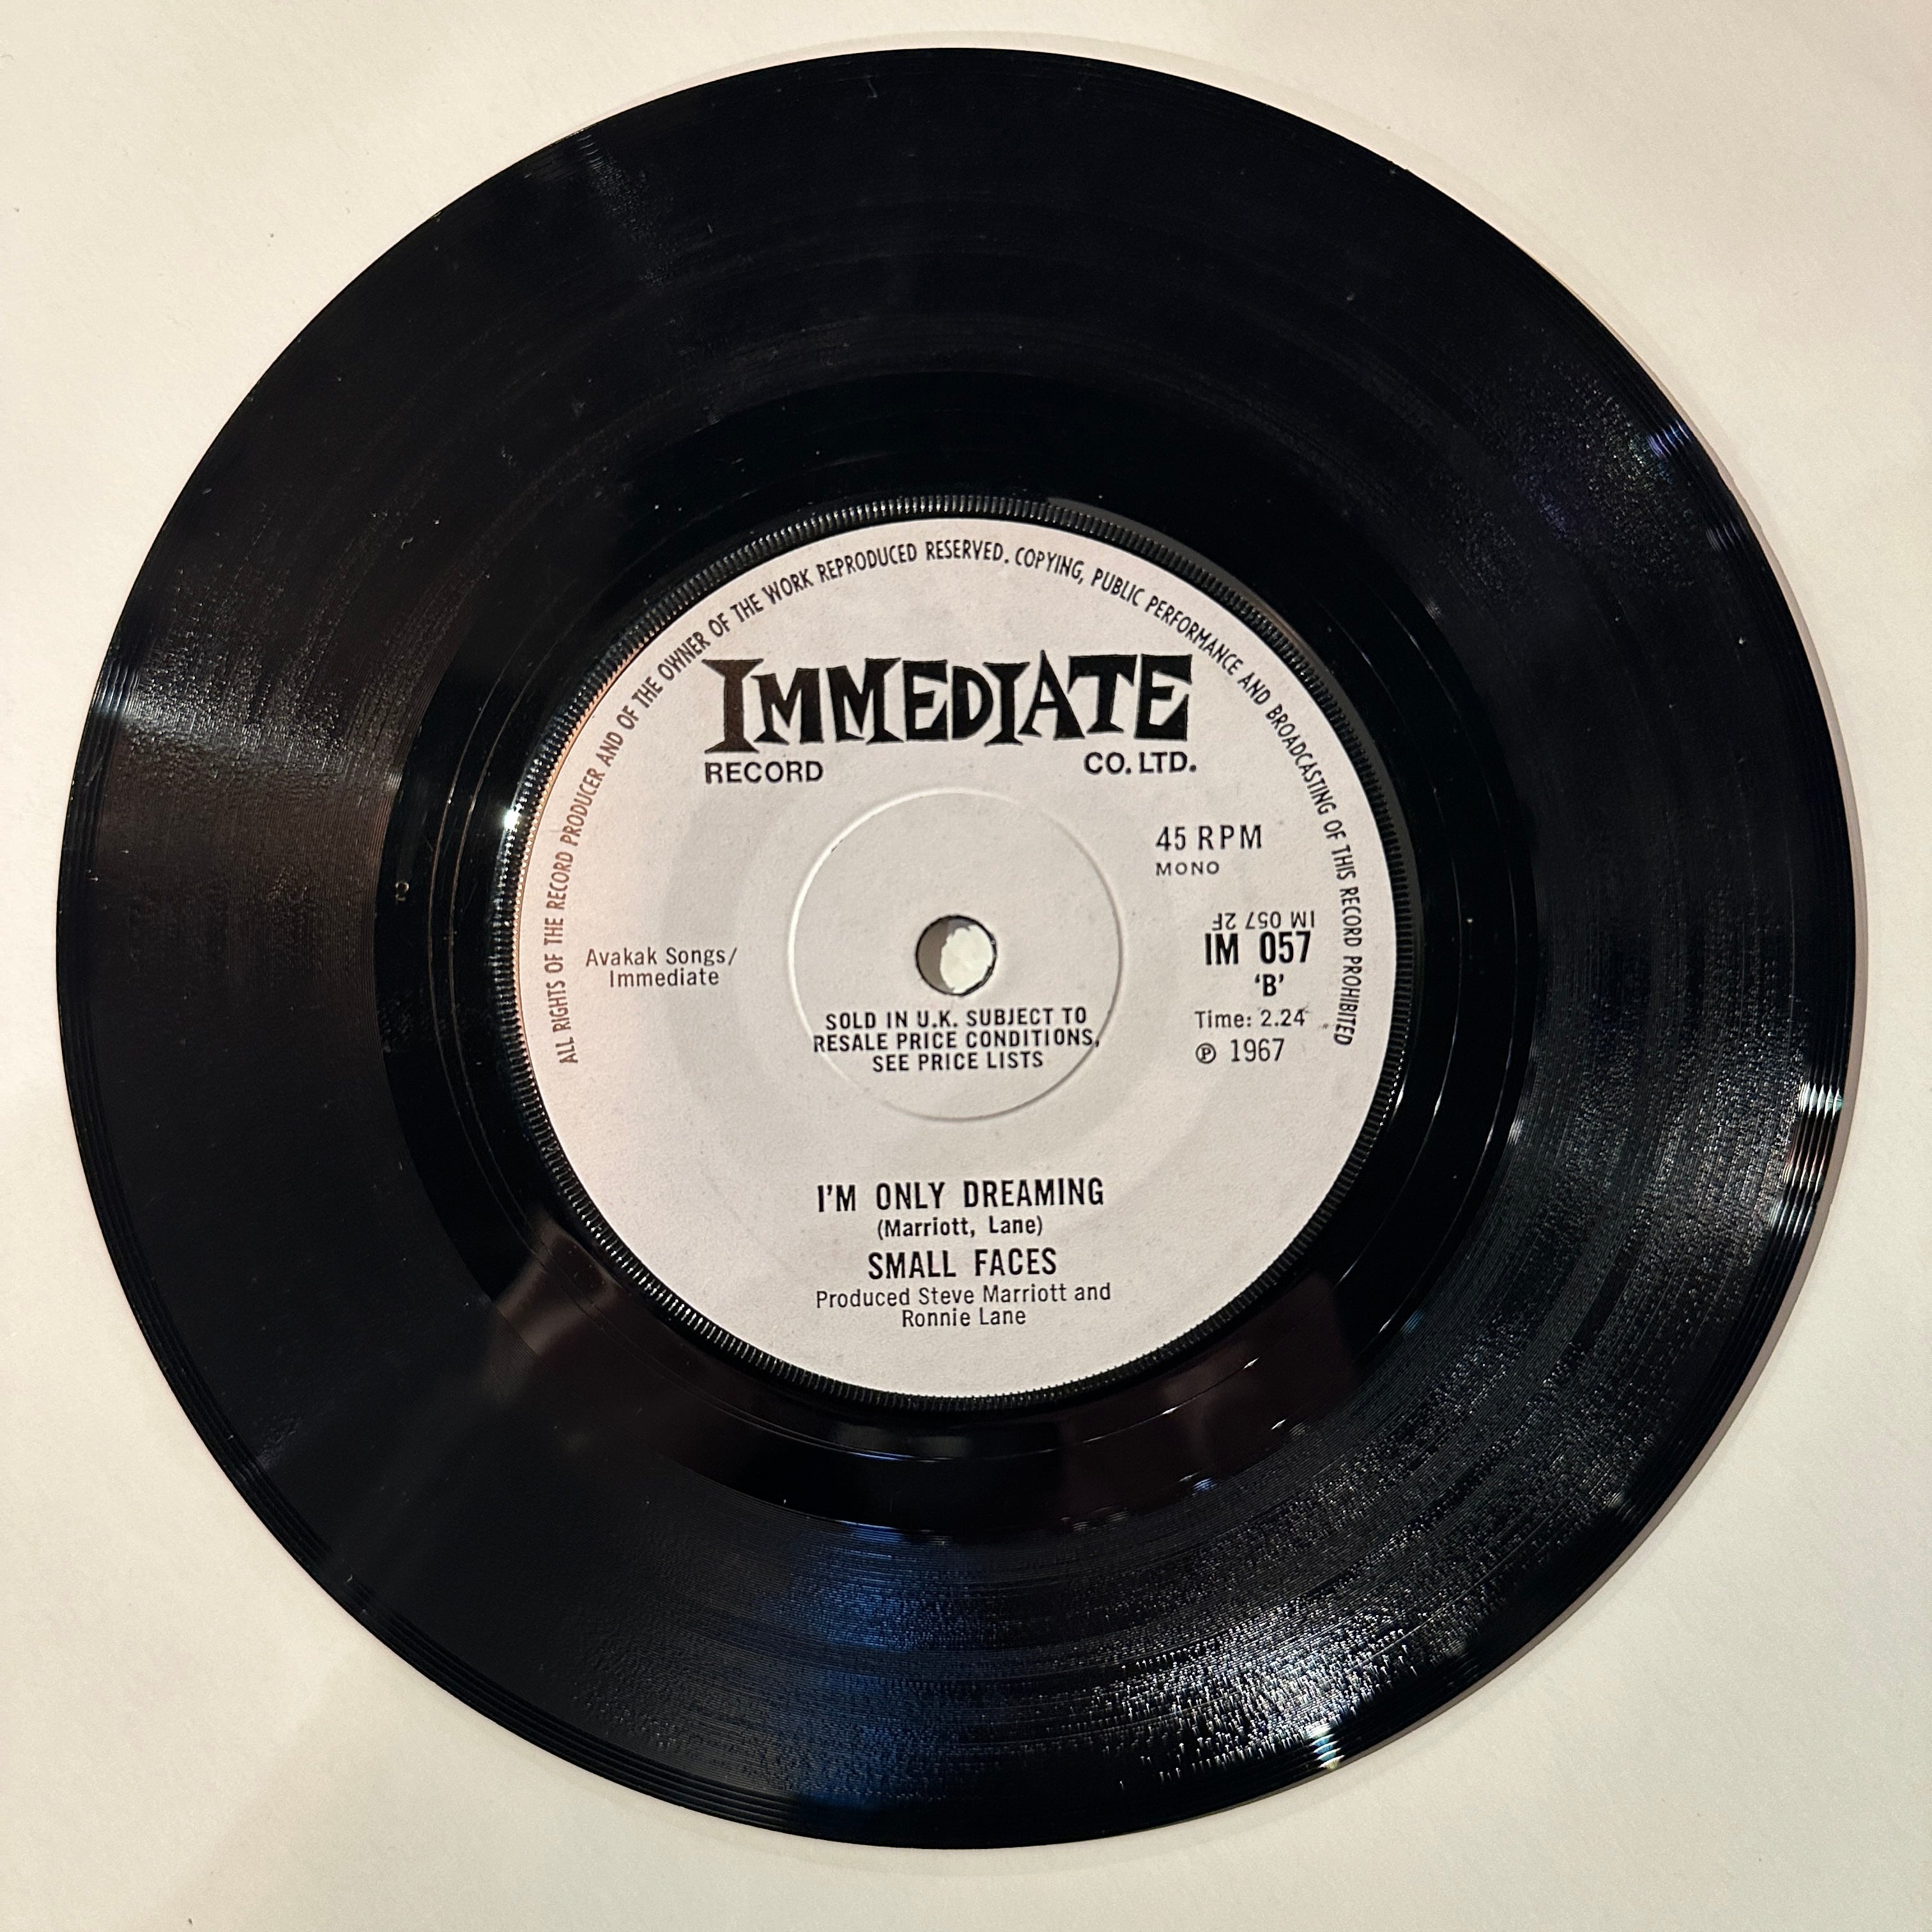 ALL RIGHTS OF THE RECORD PRODUCER AND OF THE OWNER OF THE WORK REPRODUCED RESERVED. COPYING, PUBLIC PERFORMANCE AND BROADCASTING OF THIS RECORD PROHIBITED
IMMEDIATE
RECORD CO. LTD.
45 RPM
MONO
IM 057 2F
IM 057
'B'
Time: 2.24
℗ 1967
Avakak Songs/
Immediate
SOLD IN U.K. SUBJECT TO
RESALE PRICE CONDITIONS,
SEE PRICE LISTS
I'M ONLY DREAMING
(Marriott, Lane)
SMALL FACES
Produced Steve Marriott and
Ronnie Lane